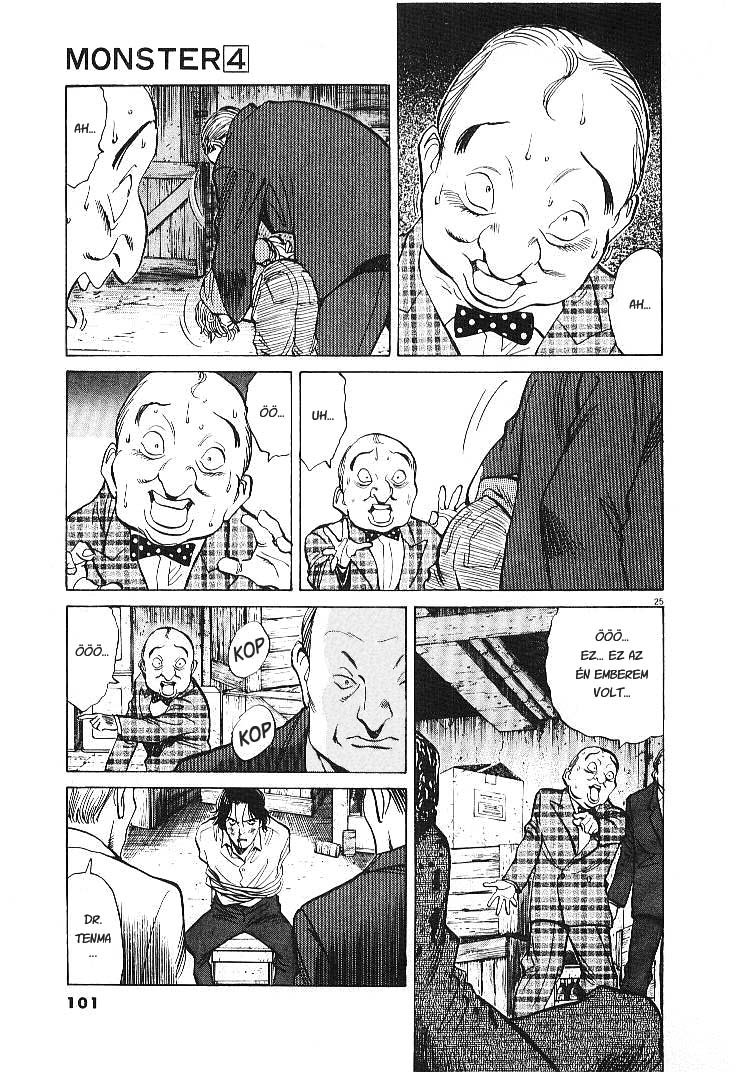 MONSTER 4
AH...
AH...
ÖÖ...
UH...
ÖÖÖ...
KOP
KOP
25
ÖÖÖ...
EZ... EZ AZ
ÉN EMBEREM
VOLT...
DR.
TENMA
...
101